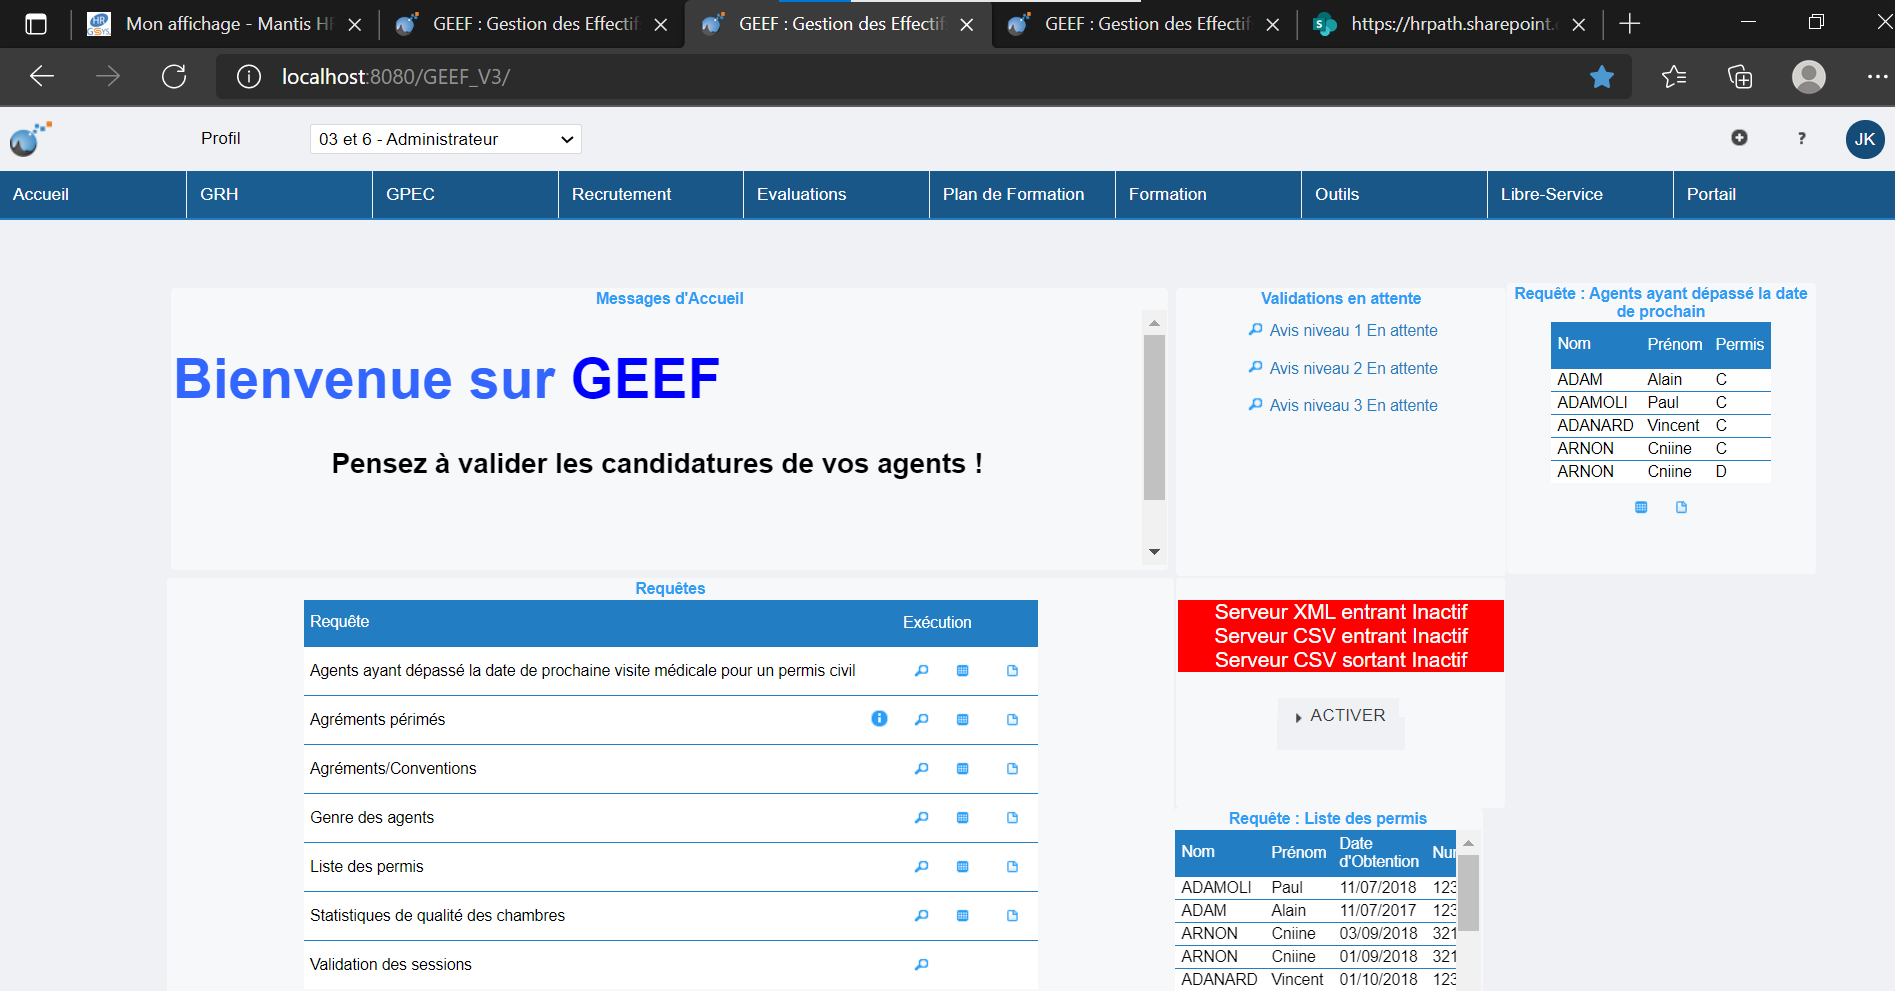 Mon affichage - Mantis HR
GEEF : Gestion des Effectif
GEEF : Gestion des Effectif
GEEF : Gestion des Effectif
https://hrpath.sharepoint.
localhost:8080/GEEF_V3/
Profil
03 et 6 - Administrateur
?
JK
Accueil
GRH
GPEC
Recrutement
Evaluations
Plan de Formation
Formation
Outils
Libre-Service
Portail
Messages d'Accueil
Bienvenue sur GEEF
Pensez à valider les candidatures de vos agents !
Validations en attente
Avis niveau 1 En attente
Avis niveau 2 En attente
Avis niveau 3 En attente
Requête : Agents ayant dépassé la date
de prochain
Nom Prénom Permis
ADAM Alain C
ADAMOLI Paul C
ADANARD Vincent C
ARNON Cniine C
ARNON Cniine D
Requêtes
Requête Exécution
Agents ayant dépassé la date de prochaine visite médicale pour un permis civil
Agréments périmés
Agréments/Conventions
Genre des agents
Liste des permis
Statistiques de qualité des chambres
Validation des sessions
Serveur XML entrant Inactif
Serveur CSV entrant Inactif
Serveur CSV sortant Inactif
ACTIVER
Requête : Liste des permis
Nom Prénom Date d'Obtention
ADAMOLI Paul 11/07/2018 123
ADAM Alain 11/07/2017 123
ARNON Cniine 03/09/2018 321
ARNON Cniine 01/09/2018 321
ADANARD Vincent 01/10/2018 123